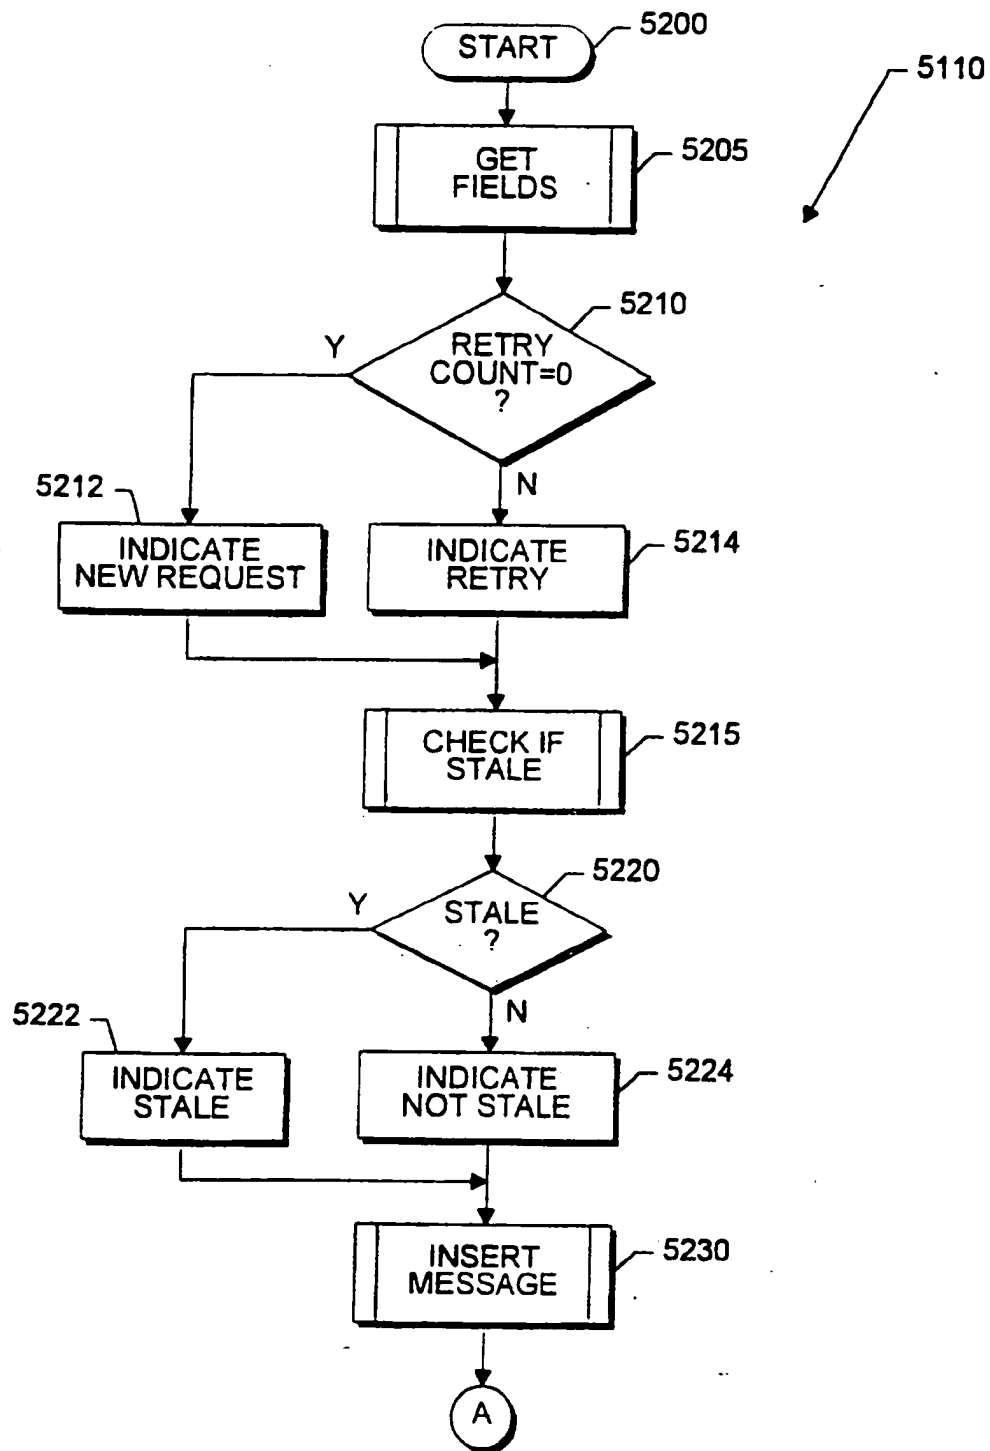 START
5200
5110
GET
FIELDS
5205
5210
RETRY
COUNT=0
?
Y
N
5212
INDICATE
NEW REQUEST
INDICATE
RETRY
5214
CHECK IF
STALE
5215
5220
STALE
?
Y
N
5222
INDICATE
STALE
INDICATE
NOT STALE
5224
INSERT
MESSAGE
5230
A